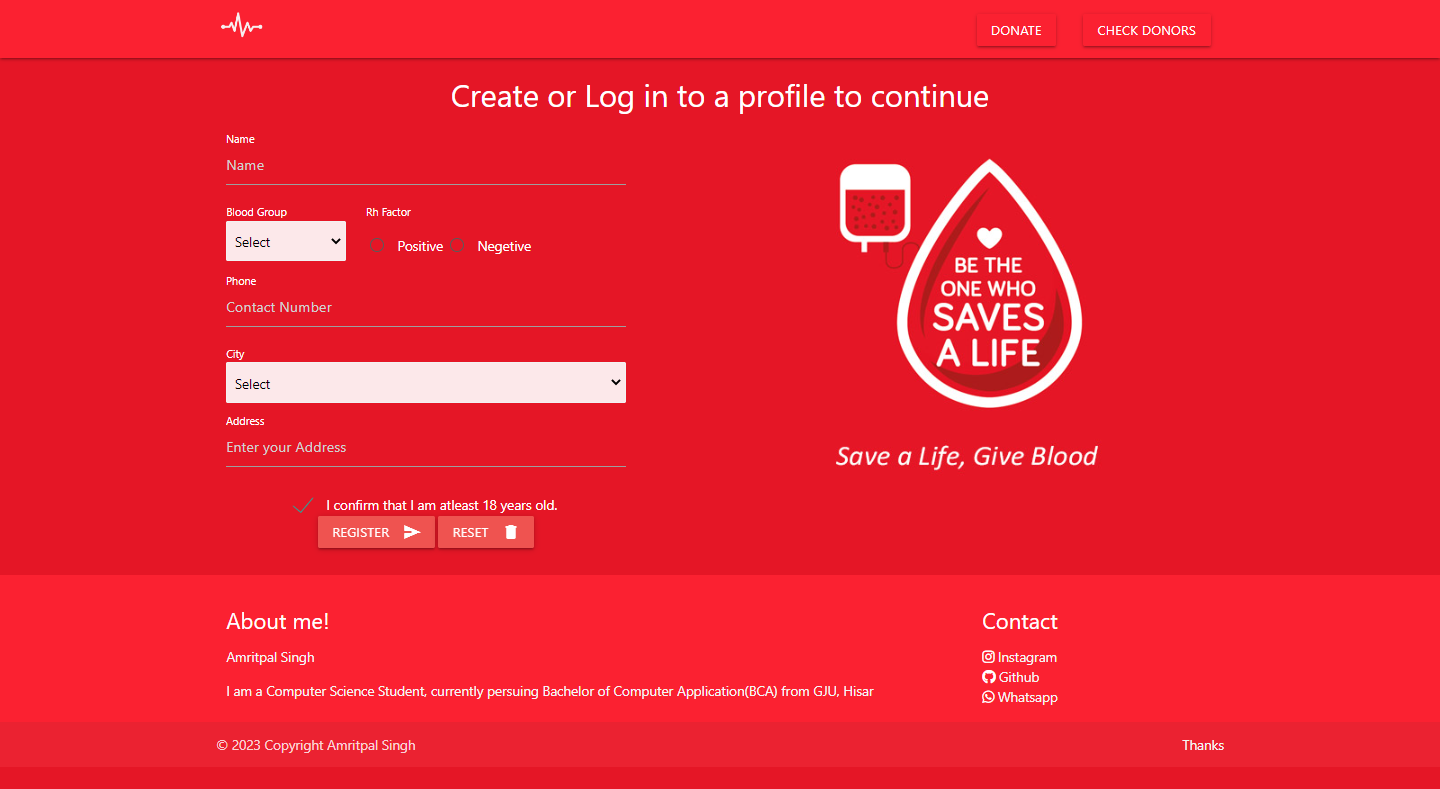 DONATE
CHECK DONORS
Create or Log in to a profile to continue
Name
Name
Blood Group
Rh Factor
Select
Positive
Negetive
Phone
Contact Number
City
Select
Address
Enter your Address
I confirm that I am atleast 18 years old.
REGISTER
RESET
BE THE
ONE WHO
SAVES
A LIFE
Save a Life, Give Blood
About me!
Amritpal Singh
I am a Computer Science Student, currently persuing Bachelor of Computer Application(BCA) from GJU, Hisar
Contact
Instagram
Github
Whatsapp
© 2023 Copyright Amritpal Singh
Thanks